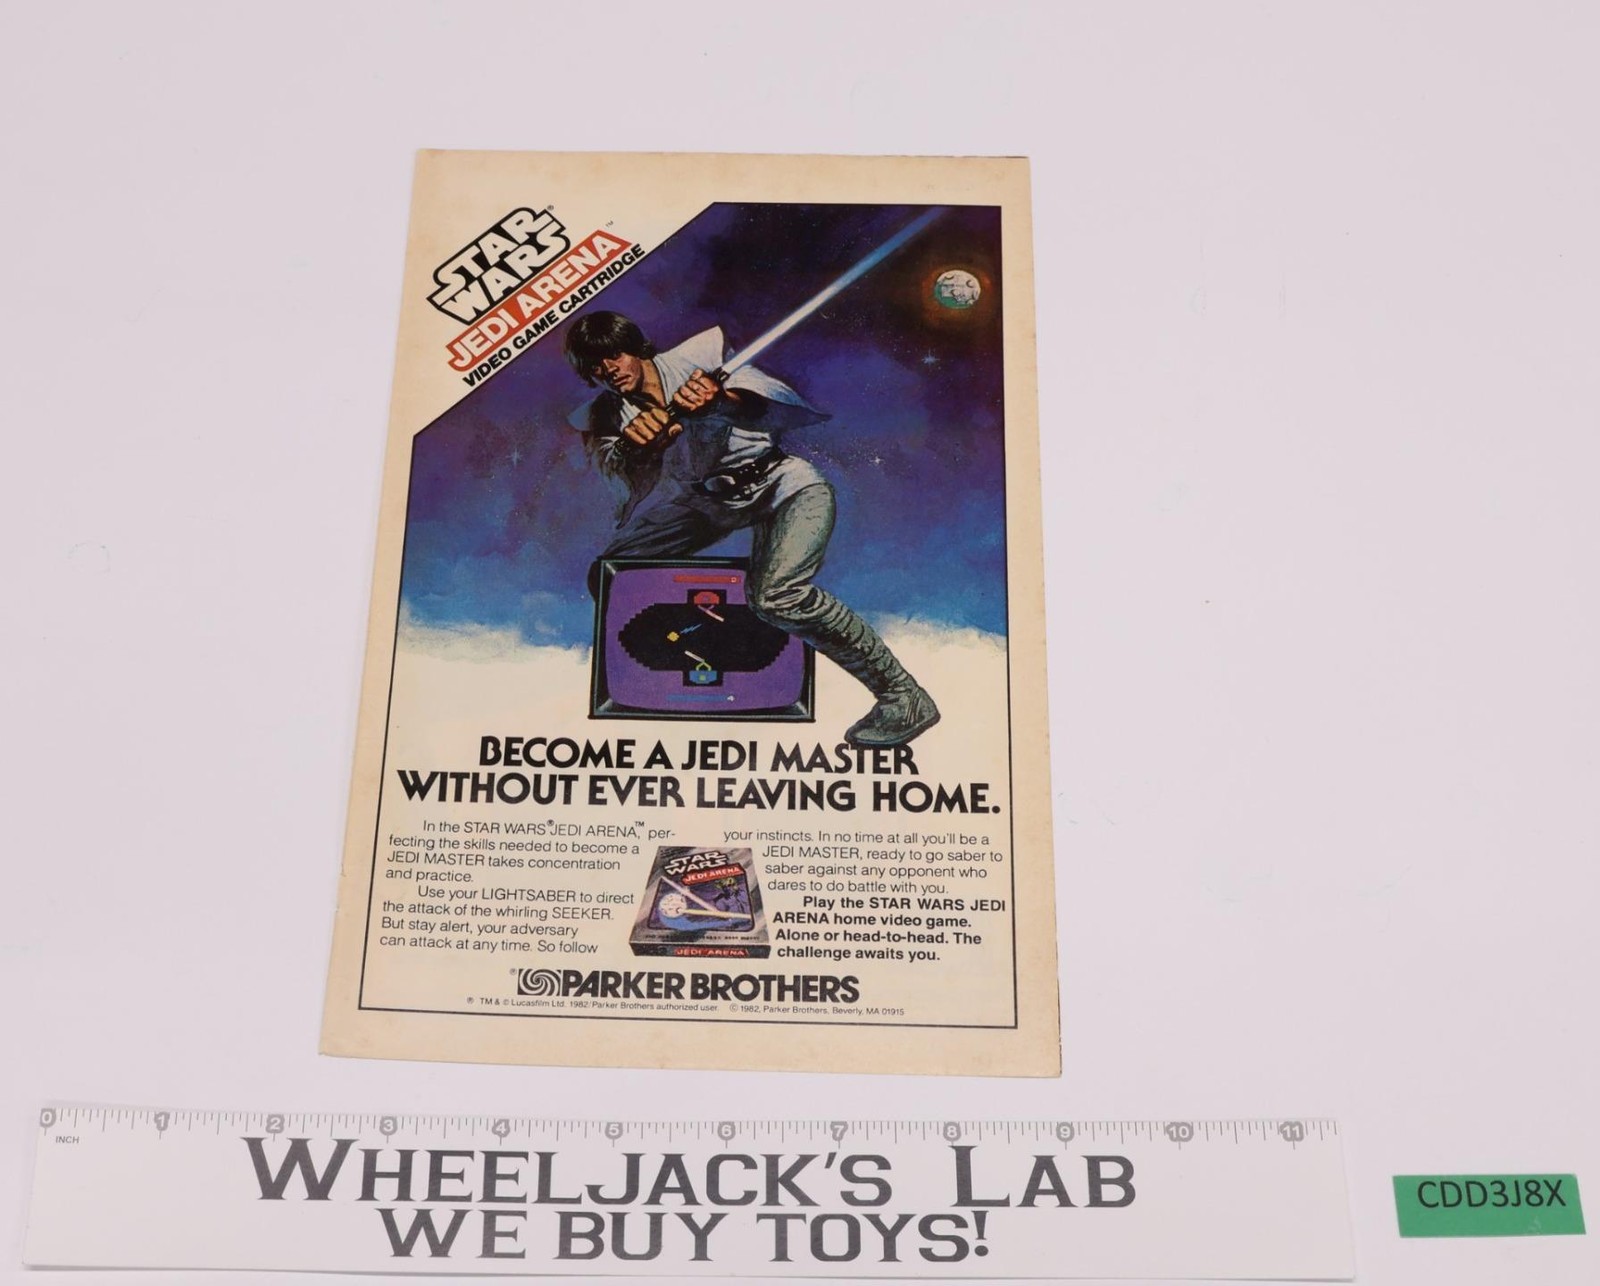 STAR®
WARS
JEDI ARENA™
VIDEO GAME CARTRIDGE
BECOME A JEDI MASTER
WITHOUT EVER LEAVING HOME.
In the STAR WARS® JEDI ARENA,™ per-
fecting the skills needed to become a
JEDI MASTER takes concentration
and practice.
Use your LIGHTSABER to direct
the attack of the whirling SEEKER.
But stay alert, your adversary
can attack at any time. So follow
STAR
WARS
JEDI ARENA
JEDI ARENA
your instincts. In no time at all you'll be a
JEDI MASTER, ready to go saber to
saber against any opponent who
dares to do battle with you.
Play the STAR WARS JEDI
ARENA home video game.
Alone or head-to-head. The
challenge awaits you.
® PARKER BROTHERS
® TM & © Lucasfilm Ltd. 1982/Parker Brothers authorized user. © 1982, Parker Brothers, Beverly, MA 01915
0 1 2 3 4 5 6 7 8 9 10 11
INCH
WHEELJACK'S LAB
WE BUY TOYS!
CDD3J8X